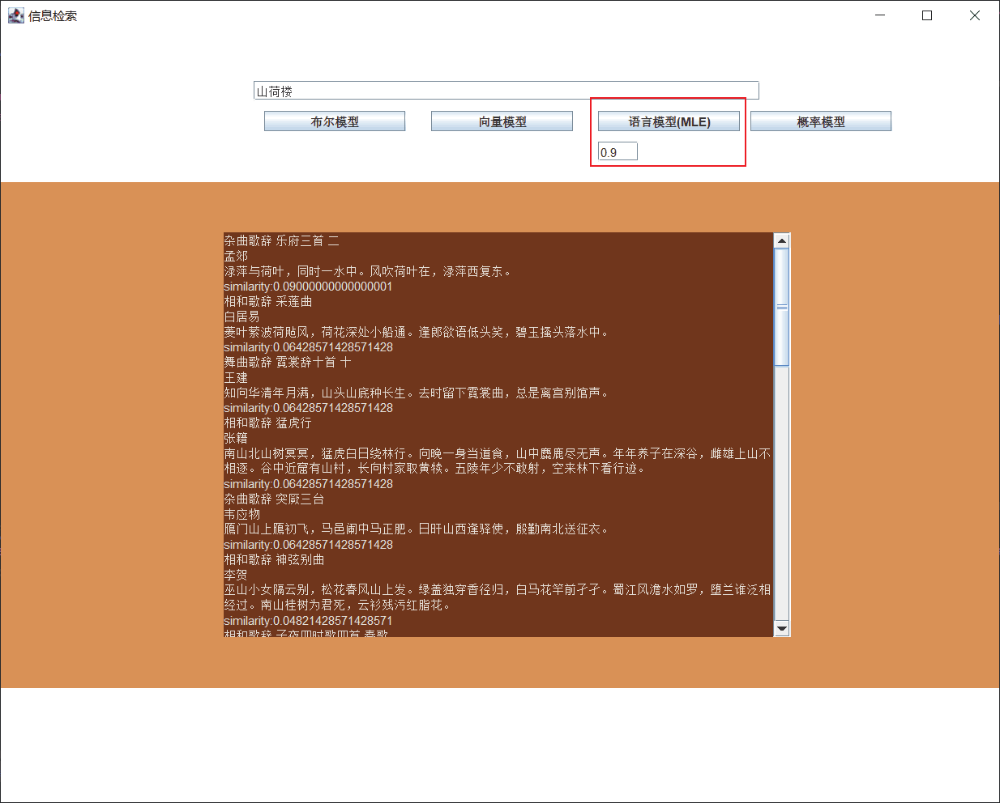 信息检索
山荷楼
布尔模型
向量模型
语言模型(MLE)
概率模型
0.9
杂曲歌辞 乐府三首 二
孟郊
渌萍与荷叶，同时一水中。风吹荷叶在，渌萍西复东。
similarity:0.09000000000000001
相和歌辞 采莲曲
白居易
菱叶萦波荷飐风，荷花深处小船通。逢郎欲语低头笑，碧玉搔头落水中。
similarity:0.06428571428571428
舞曲歌辞 霓裳辞十首 十
王建
知向华清年月满，山头山底种长生。去时留下霓裳曲，总是离宫别馆声。
similarity:0.06428571428571428
相和歌辞 猛虎行
张籍
南山北山树冥冥，猛虎白日绕林行。向晚一身当道食，山中麋鹿尽无声。年年养子在深谷，雌雄上山不
相逐。谷中近窟有山村，长向村家取黄犊。五陵年少不敢射，空来林下看行迹。
similarity:0.06428571428571428
杂曲歌辞 突厥三台
韦应物
鴈门山上鴈初飞，马邑阑中马正肥。日旰山西逢驿使，殷勤南北送征衣。
similarity:0.06428571428571428
相和歌辞 神弦别曲
李贺
巫山小女隔云别，松花春风山上发。绿盖独穿香径归，白马花竿前孑孑。蜀江风澹水如罗，堕兰谁泛相
经过。南山桂树为君死，云衫残污红脂花。
similarity:0.04821428571428571
相和歌辞 子夜四时歌四首 春歌